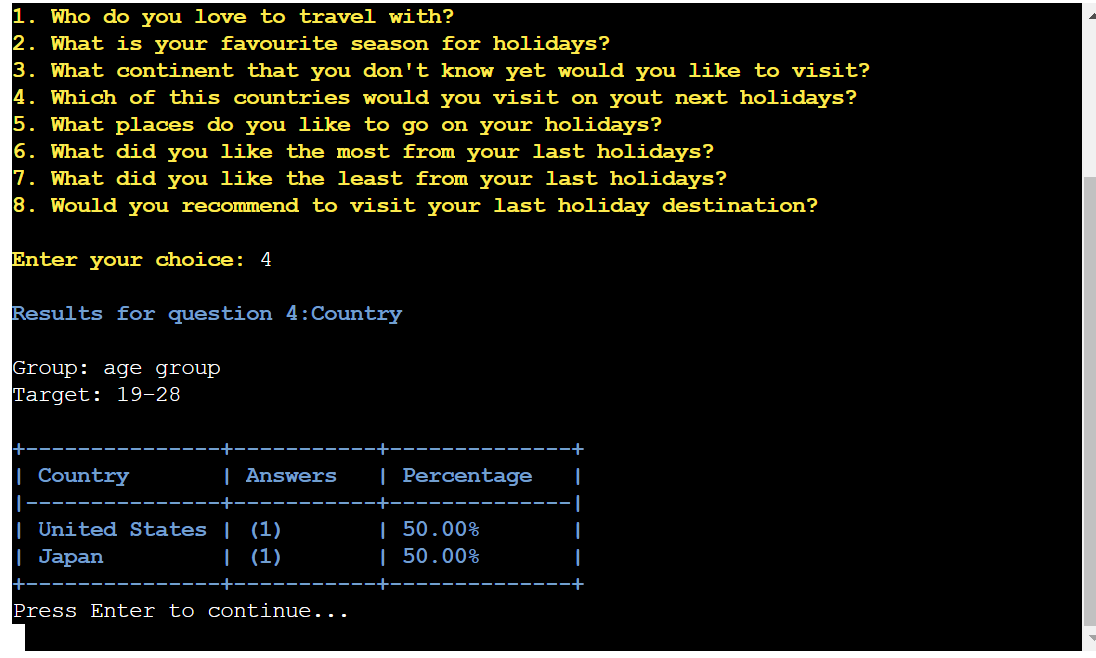 1. Who do you love to travel with?
2. What is your favourite season for holidays?
3. What continent that you don't know yet would you like to visit?
4. Which of this countries would you visit on yout next holidays?
5. What places do you like to go on your holidays?
6. What did you like the most from your last holidays?
7. What did you like the least from your last holidays?
8. Would you recommend to visit your last holiday destination?
Enter your choice: 4
Results for question 4:Country
Group: age group
Target: 19-28
+---------------+-----------+--------------+
| Country       | Answers   | Percentage   |
|---------------+-----------+--------------|
| United States | (1)       | 50.00%       |
| Japan         | (1)       | 50.00%       |
+---------------+-----------+--------------+
Press Enter to continue...